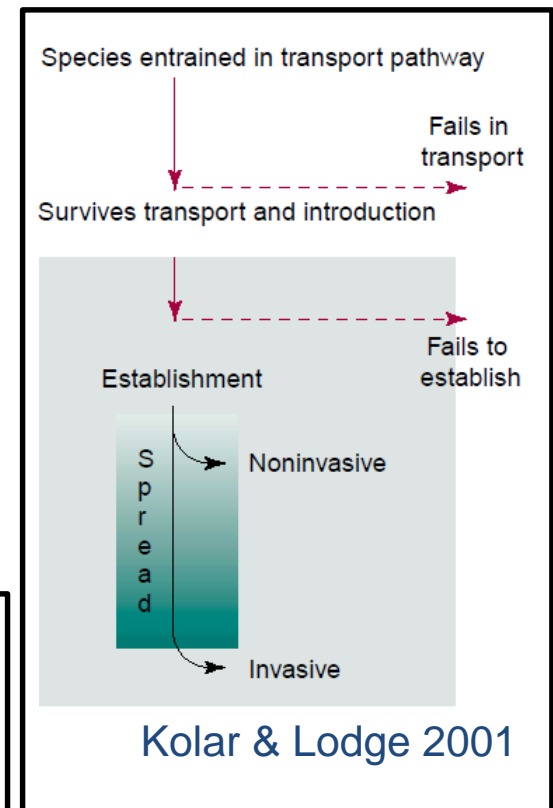 Species entrained in transport pathway
Fails in
transport
Survives transport and introduction
Fails to
establish
Establishment
Noninvasive
S
p
r
e
a
d
Invasive
Kolar & Lodge 2001